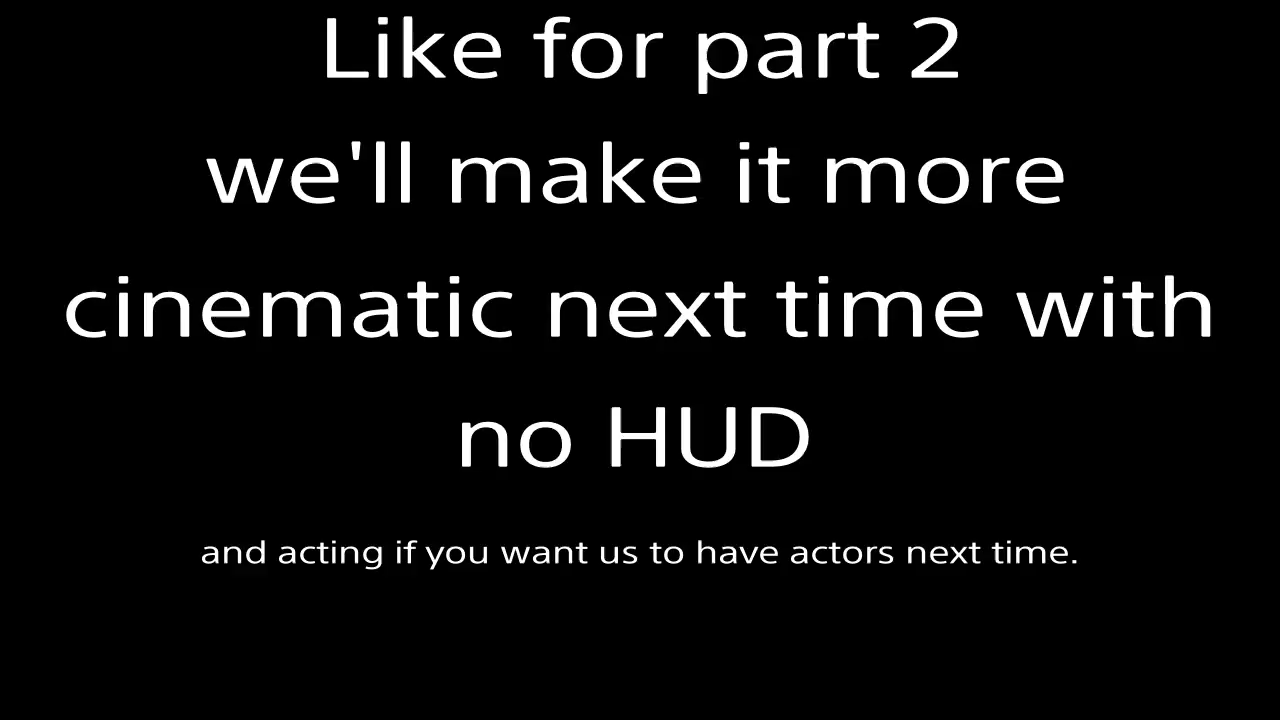 Like for part 2
we'll make it more
cinematic next time with
no HUD
and acting if you want us to have actors next time.